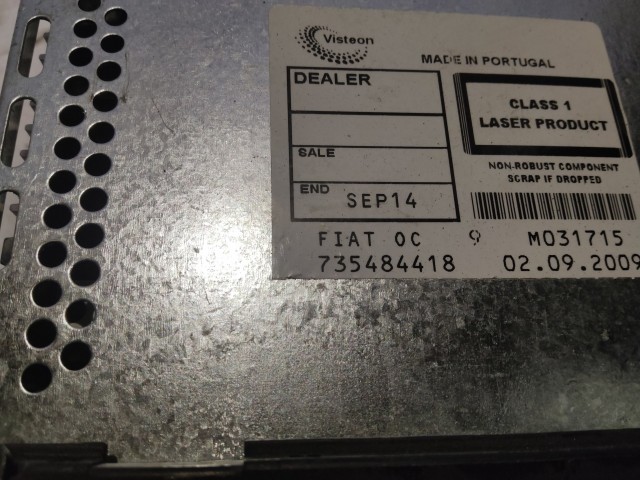 Visteon
MADE IN PORTUGAL
DEALER
CLASS 1
LASER PRODUCT
SALE
NON-ROBUST COMPONENT
SCRAP IF DROPPED
END SEP14
FIAT OC 9 M031715
735484418 02.09.2009